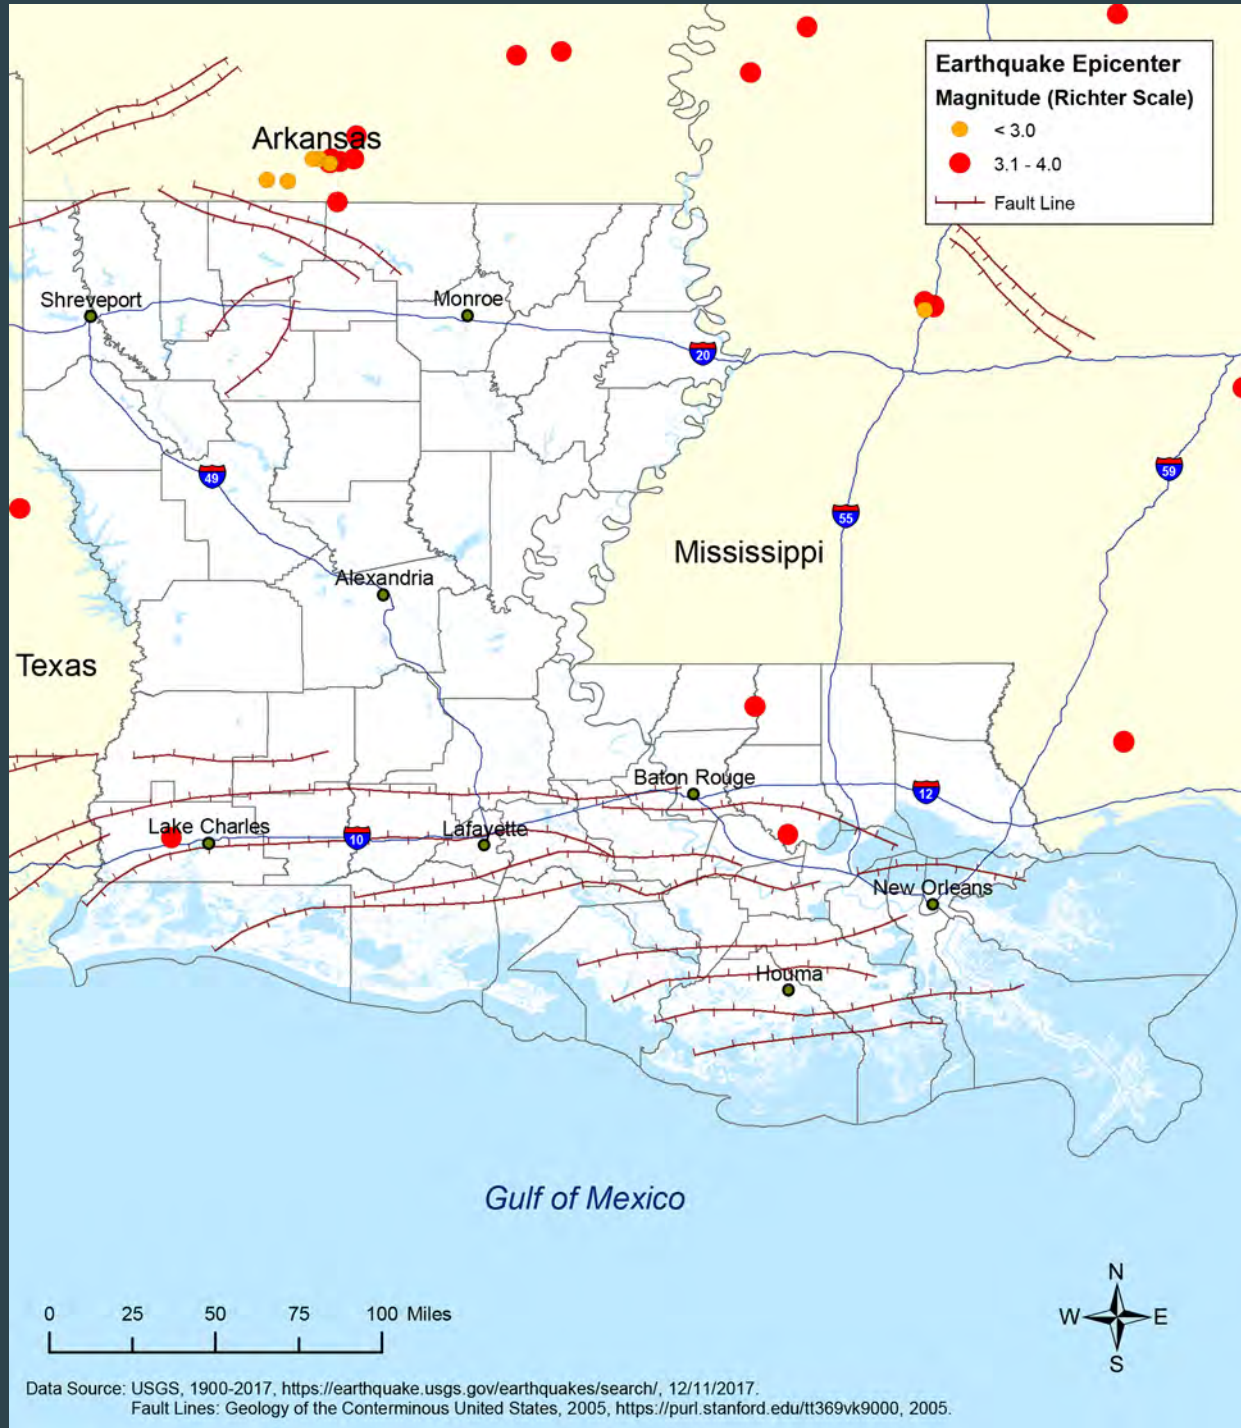 Earthquake Epicenter
Magnitude (Richter Scale)
< 3.0
3.1 - 4.0
Fault Line
Arkansas
Shreveport
Monroe
20
49
59
55
Mississippi
Alexandria
Texas
Baton Rouge
12
Lake Charles
10
Lafayette
New Orleans
Houma
Gulf of Mexico
N
W E
S
0 25 50 75 100 Miles
Data Source: USGS, 1900-2017, https://earthquake.usgs.gov/earthquakes/search/, 12/11/2017.
Fault Lines: Geology of the Conterminous United States, 2005, https://purl.stanford.edu/tt369vk9000, 2005.